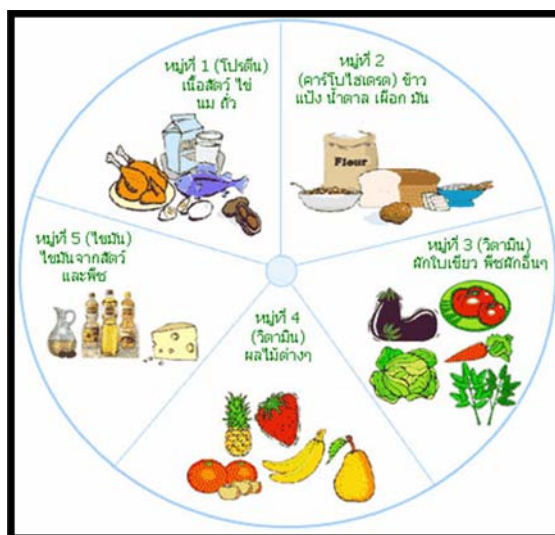 หมู่ที่ 1 (โปรตีน)
เนื้อสัตว์ ไข่
นม ถั่ว
หมู่ที่ 2
(คาร์โบไฮเดรต) ข้าว
แป้ง น้ำตาล เผือก มัน
Flour
หมู่ที่ 3 (วิตามิน)
ผักใบเขียว พืชผักอื่นๆ
หมู่ที่ 4
(วิตามิน)
ผลไม้ต่างๆ
หมู่ที่ 5 (ไขมัน)
ไขมันจากสัตว์
และพืช